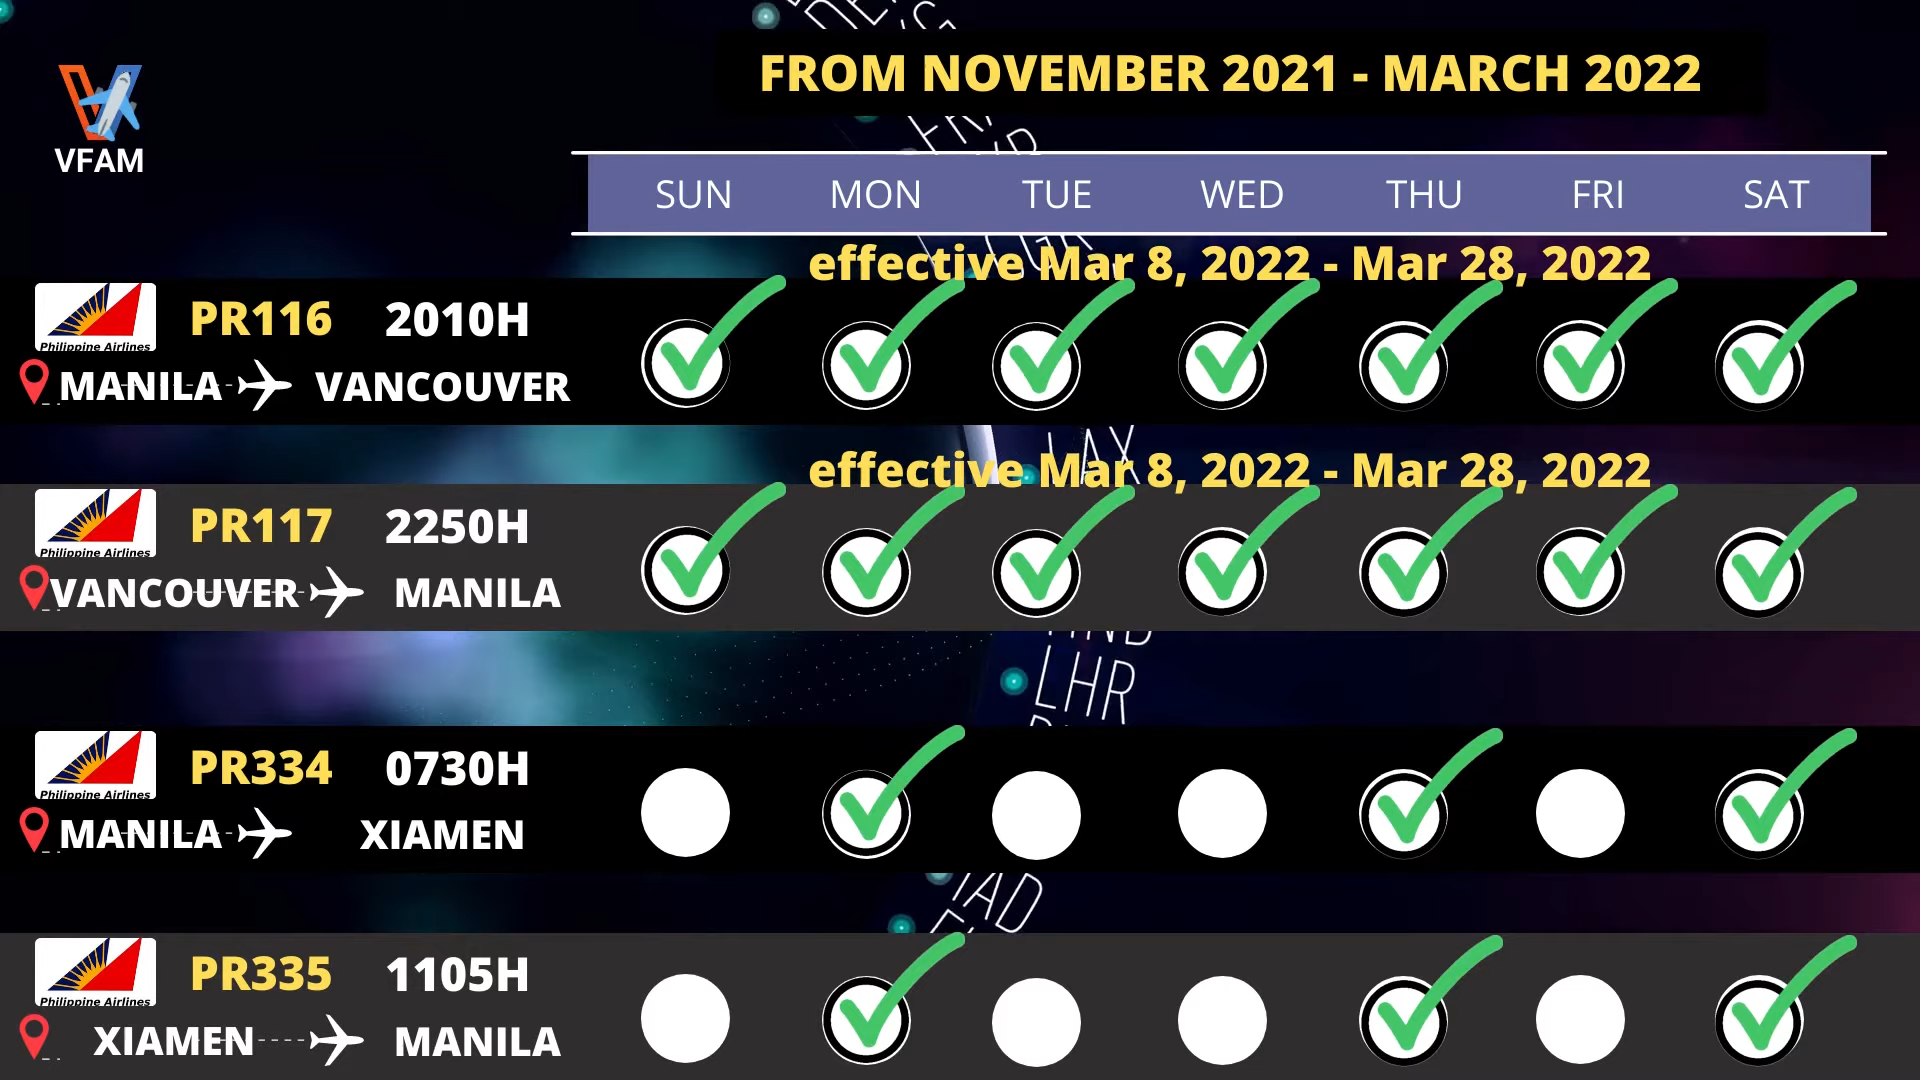 FROM NOVEMBER 2021 - MARCH 2022
VFAM
SUN MON TUE WED THU FRI SAT
effective Mar 8, 2022 - Mar 28, 2022
Philippine Airlines PR116 2010H
MANILA VANCOUVER
LAX
effective Mar 8, 2022 - Mar 28, 2022
Philippine Airlines PR117 2250H
VANCOUVER MANILA
LHR
Philippine Airlines PR334 0730H
MANILA XIAMEN
IAD
Philippine Airlines PR335 1105H
XIAMEN MANILA